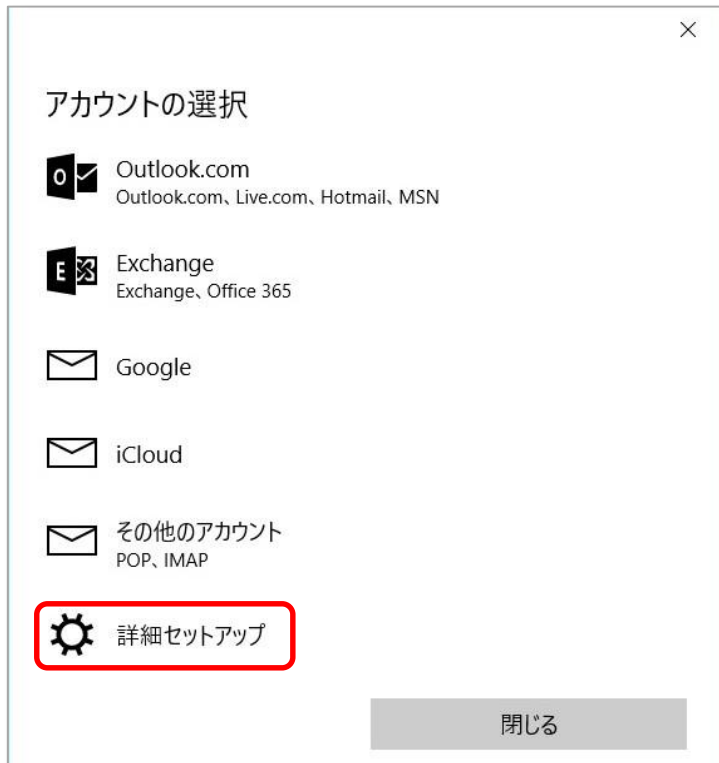 アカウントの選択
Outlook.com
Outlook.com、Live.com、Hotmail、MSN
Exchange
Exchange、Office 365
Google
iCloud
その他のアカウント
POP、IMAP
詳細セットアップ
閉じる